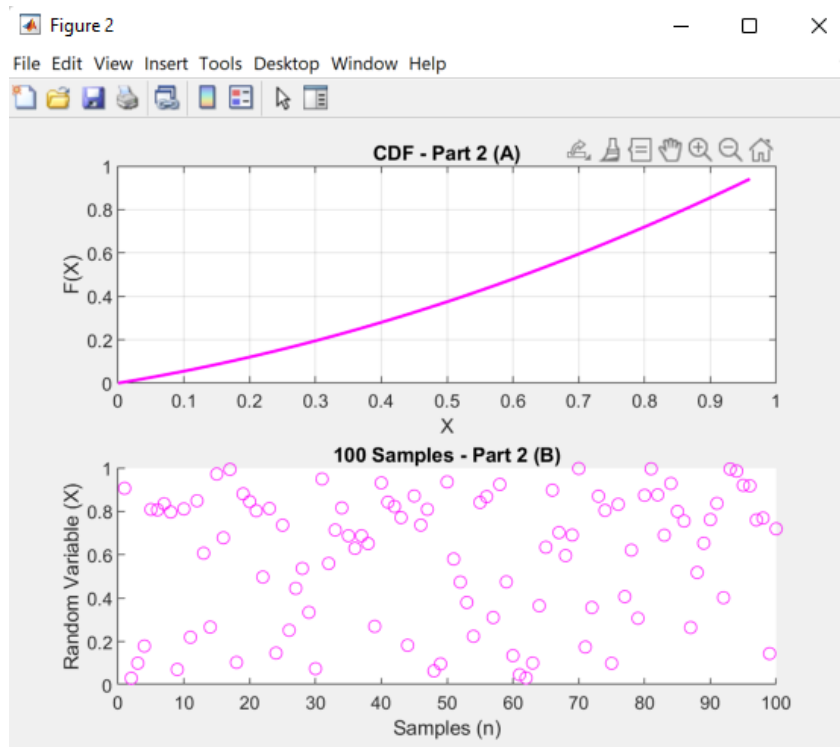 Figure 2
File Edit View Insert Tools Desktop Window Help
CDF - Part 2 (A)
1
0.8
0.6
0.4
0.2
0
F(X)
0 0.1 0.2 0.3 0.4 0.5 0.6 0.7 0.8 0.9 1
X
100 Samples - Part 2 (B)
1
0.8
0.6
0.4
0.2
0
Random Variable (X)
0 10 20 30 40 50 60 70 80 90 100
Samples (n)